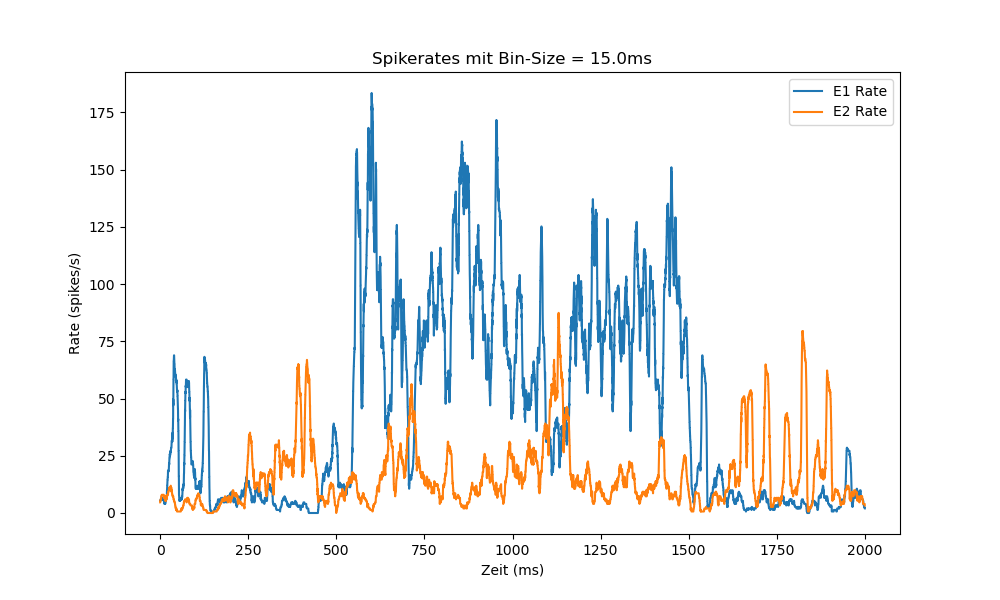 Spikerates mit Bin-Size = 15.0ms
E1 Rate
E2 Rate
175
150
125
100
75
50
25
0
Rate (spikes/s)
0 250 500 750 1000 1250 1500 1750 2000
Zeit (ms)